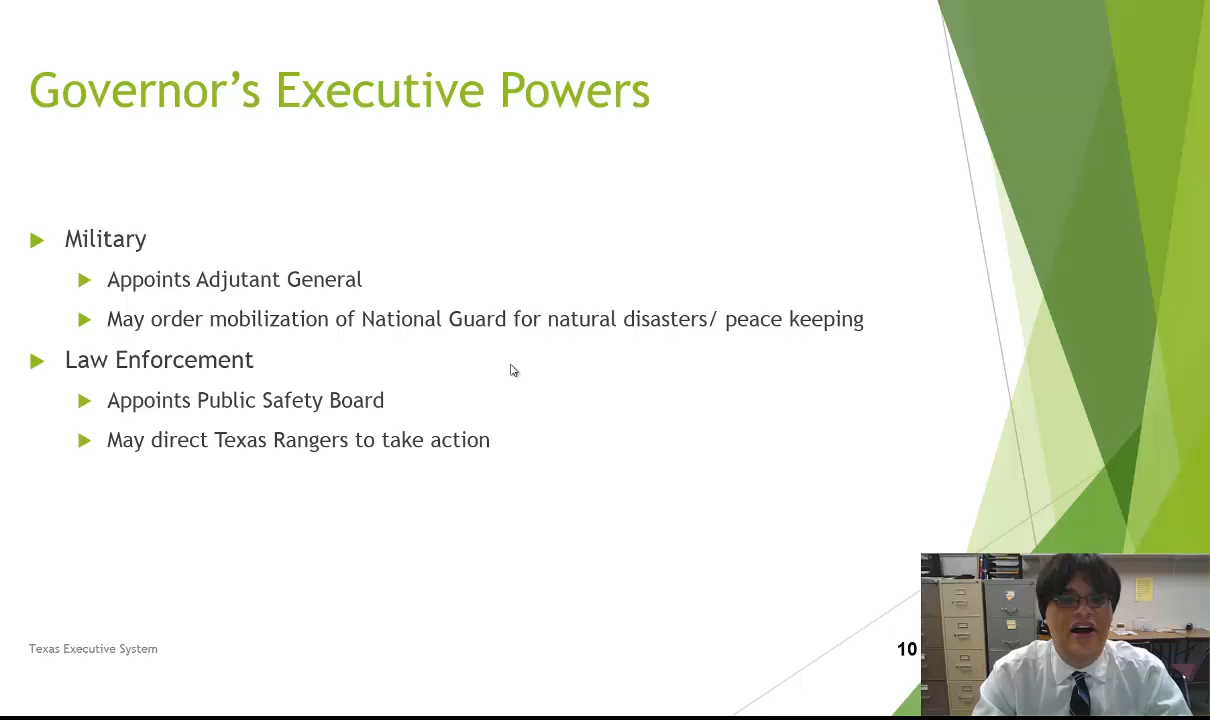 Governor’s Executive Powers
Military
Appoints Adjutant General
May order mobilization of National Guard for natural disasters/ peace keeping
Law Enforcement
Appoints Public Safety Board
May direct Texas Rangers to take action
Texas Executive System
10